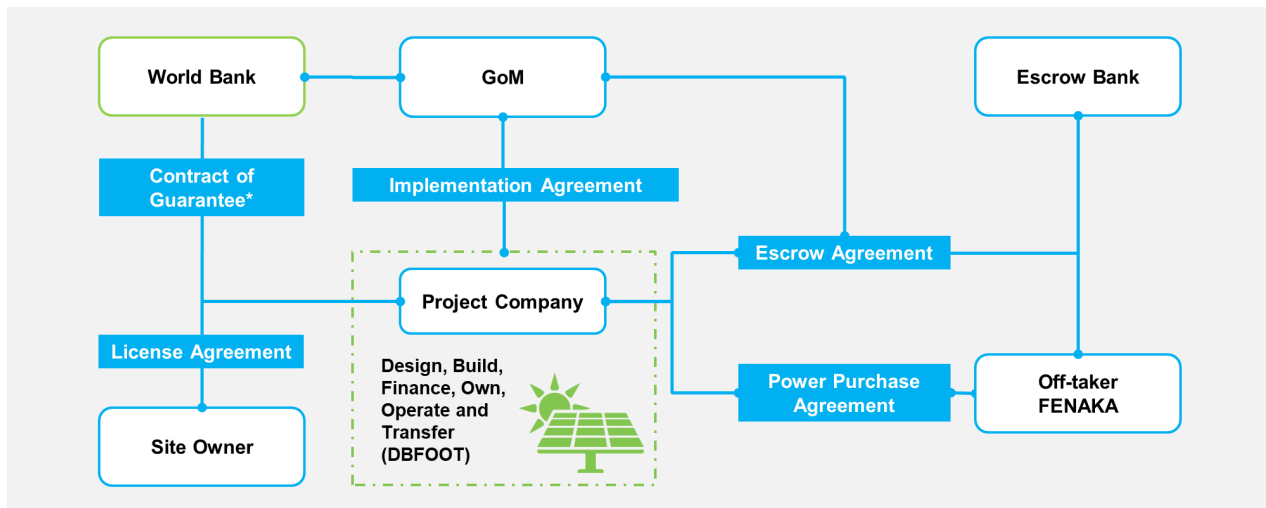 World Bank
GoM
Escrow Bank
Contract of
Guarantee*
Implementation Agreement
Escrow Agreement
Project Company
License Agreement
Design, Build,
Finance, Own,
Operate and
Transfer
(DBFOOT)
Power Purchase
Agreement
Off-taker
FENAKA
Site Owner